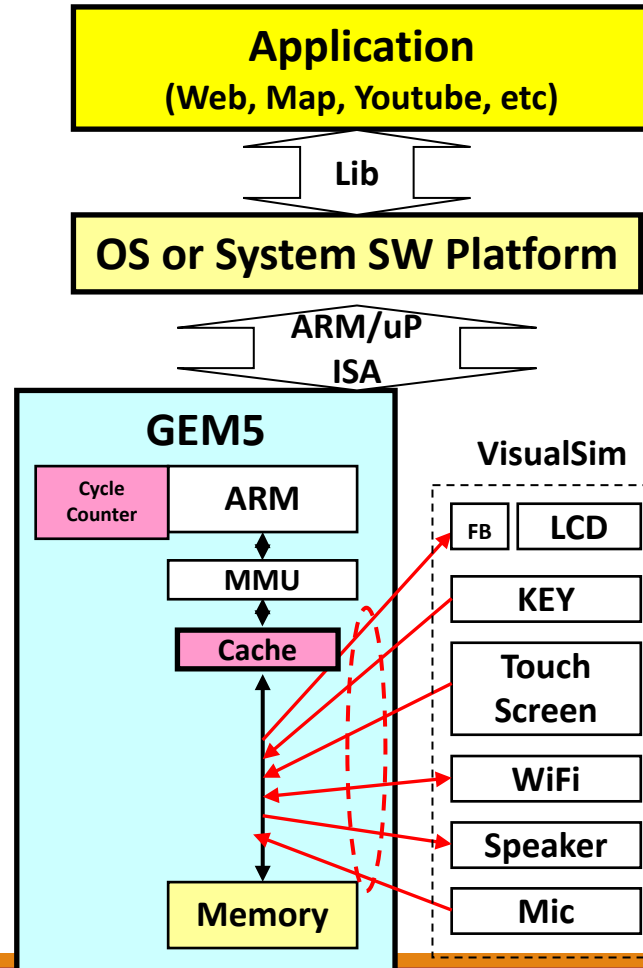 Application
(Web, Map, Youtube, etc)
Lib
OS or System SW Platform
ARM/uP
ISA
GEM5
Cycle
Counter
ARM
MMU
Cache
Memory
VisualSim
FB
LCD
KEY
Touch
Screen
WiFi
Speaker
Mic